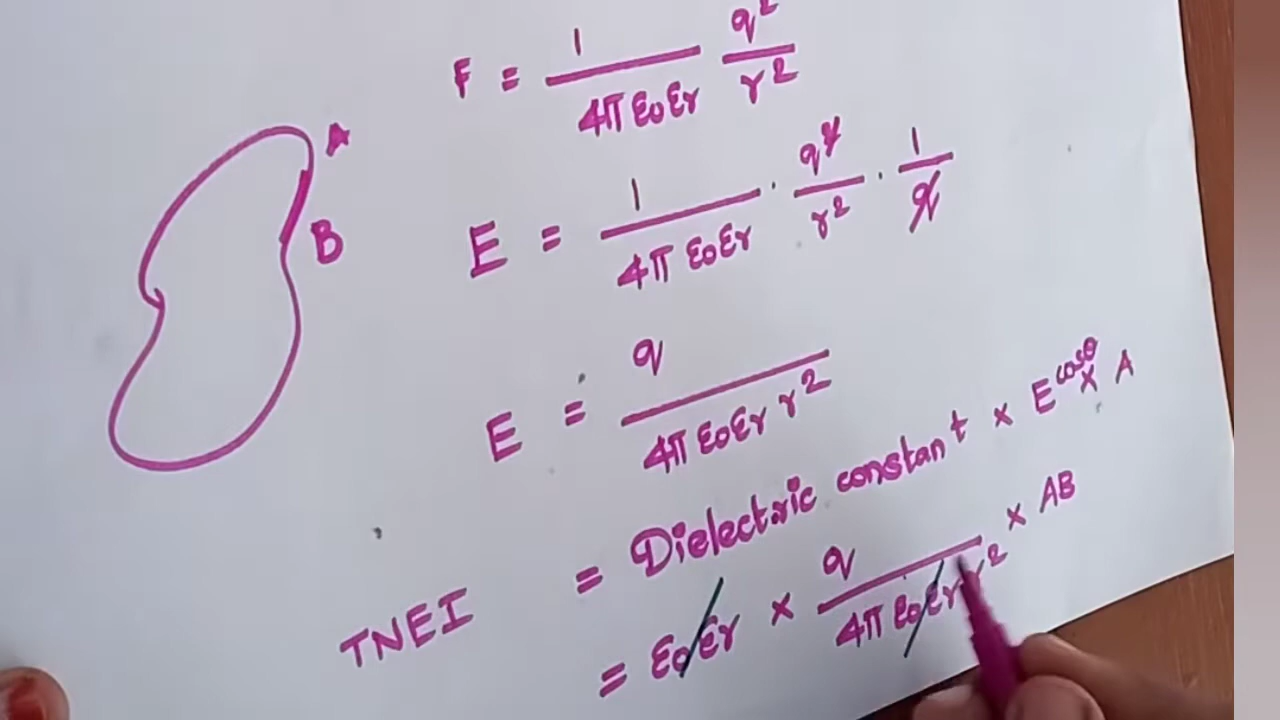 F = 1 / 4π ε0 εr q² / r²
A
E = 1 / 4π ε0 εr · q² / r² · 1 / q
B
E = q / 4π ε0 εr r²
TNEI = Dielectric constant × E cosθ × A
= ε0 εr × q / 4π ε0 εr r² × AB